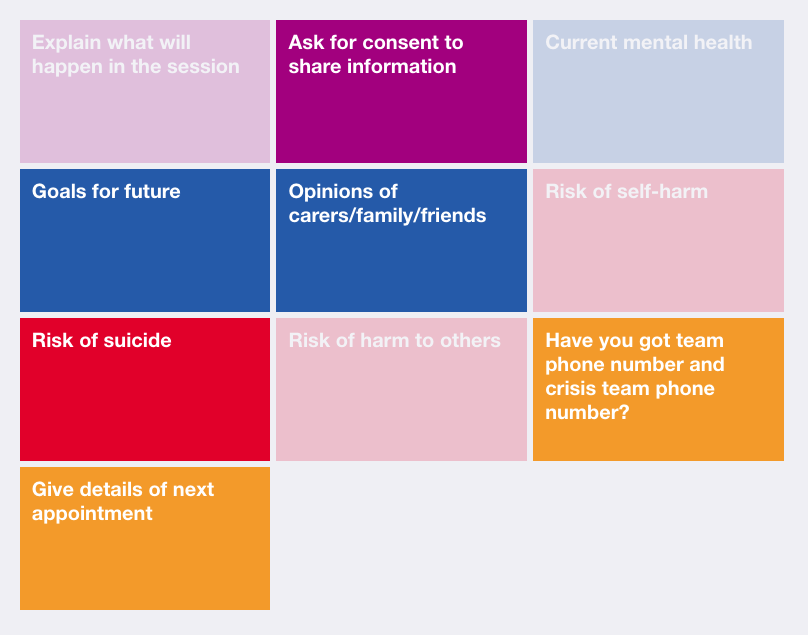 Explain what will
happen in the session
Ask for consent to
share information
Current mental health
Goals for future
Opinions of
carers/family/friends
Risk of self-harm
Risk of suicide
Risk of harm to others
Have you got team
phone number and
crisis team phone
number?
Give details of next
appointment